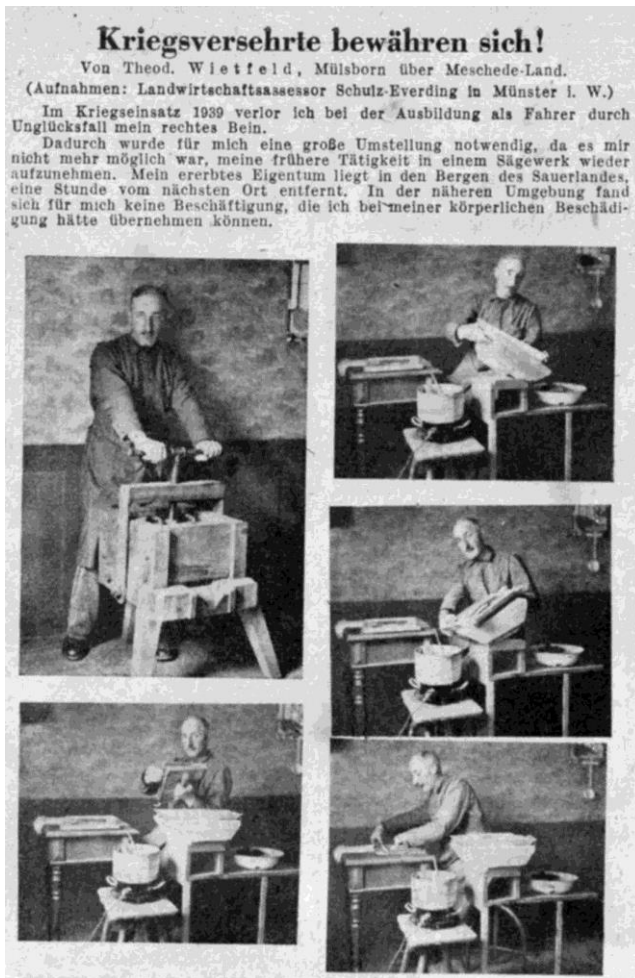 Kriegsversehrte bewähren sich!
Von Theod. Wietfeld, Mülsborn über Meschede-Land.
(Aufnahmen: Landwirtschaftsassessor Schulz-Everding in Münster i. W.)
Im Kriegseinsatz 1939 verlor ich bei der Ausbildung als Fahrer durch
Unglücksfall mein rechtes Bein.
Dadurch wurde für mich eine große Umstellung notwendig, da es mir
nicht mehr möglich war, meine frühere Tätigkeit in einem Sägewerk wieder
aufzunehmen. Mein ererbtes Eigentum liegt in den Bergen des Sauerlandes,
eine Stunde vom nächsten Ort entfernt. In der näheren Umgebung fand
sich für mich keine Beschäftigung, die ich bei meiner körperlichen Beschädi-
gung hätte übernehmen können.